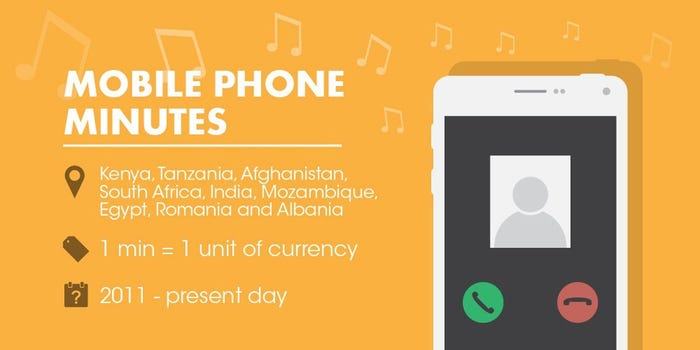 MOBILE PHONE
MINUTES
Kenya, Tanzania, Afghanistan,
South Africa, India, Mozambique,
Egypt, Romania and Albania
1 min = 1 unit of currency
?
2011 - present day